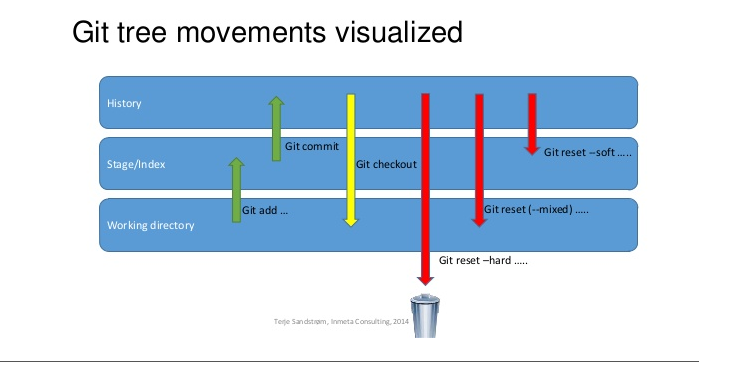 Git tree movements visualized
History
Git commit
Stage/Index
Git checkout
Git reset –soft .....
Git add ...
Git reset (--mixed) .....
Working directory
Git reset –hard .....
Terje Sandstrøm, Inmeta Consulting, 2014